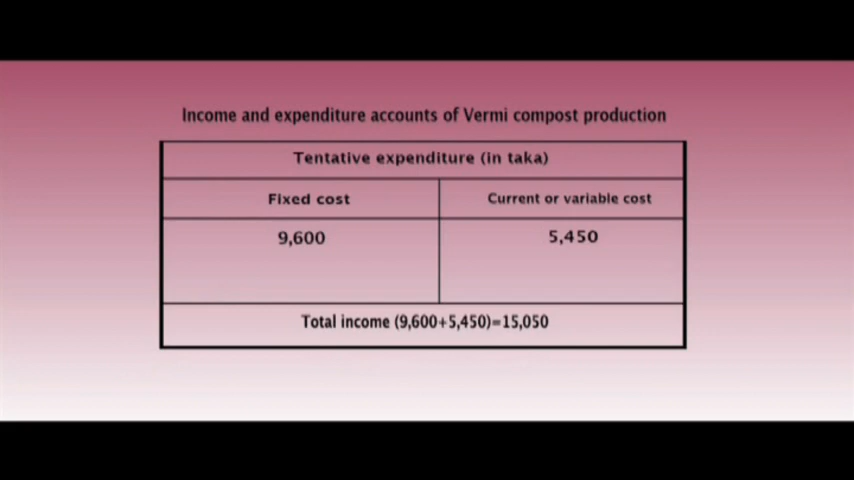 Income and expenditure accounts of Vermi compost production
Tentative expenditure (in taka)
Fixed cost
Current or variable cost
9,600
5,450
Total income (9,600+5,450)=15,050